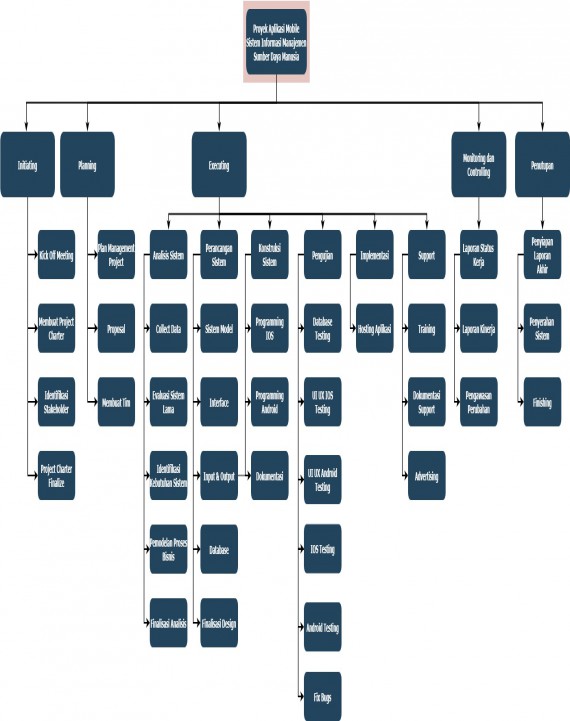 Proyek Aplikasi Mobile
Sistem Informasi Manajemen
Sumber Daya Manusia
Initiating
Planning
Executing
Monitoring dan
Controlling
Penutupan
Kick Off Meeting
Membuat Project
Charter
Identifikasi
Stakeholder
Project Charter
Finalize
Plan Management
Project
Proposal
Membuat Tim
Analisis Sistem
Collect Data
Evaluasi Sistem
Lama
Identifikasi
Kebutuhan Sistem
Pemodelan Proses
Bisnis
Finalisasi Analisis
Perancangan
Sistem
Sistem Model
Interface
Input & Output
Database
Finalisasi Design
Konstruksi
Sistem
Programming
IOS
Programming
Android
Dokumentasi
Pengujian
Database
Testing
UI UX IOS
Testing
UI UX Android
Testing
IOS Testing
Android Testing
Fix Bugs
Implementasi
Hosting Aplikasi
Support
Training
Dokumentasi
Support
Advertising
Laporan Status
Kerja
Laporan Kinerja
Pengawasan
Perubahan
Penyiapan
Laporan
Akhir
Penyerahan
Sistem
Finishing